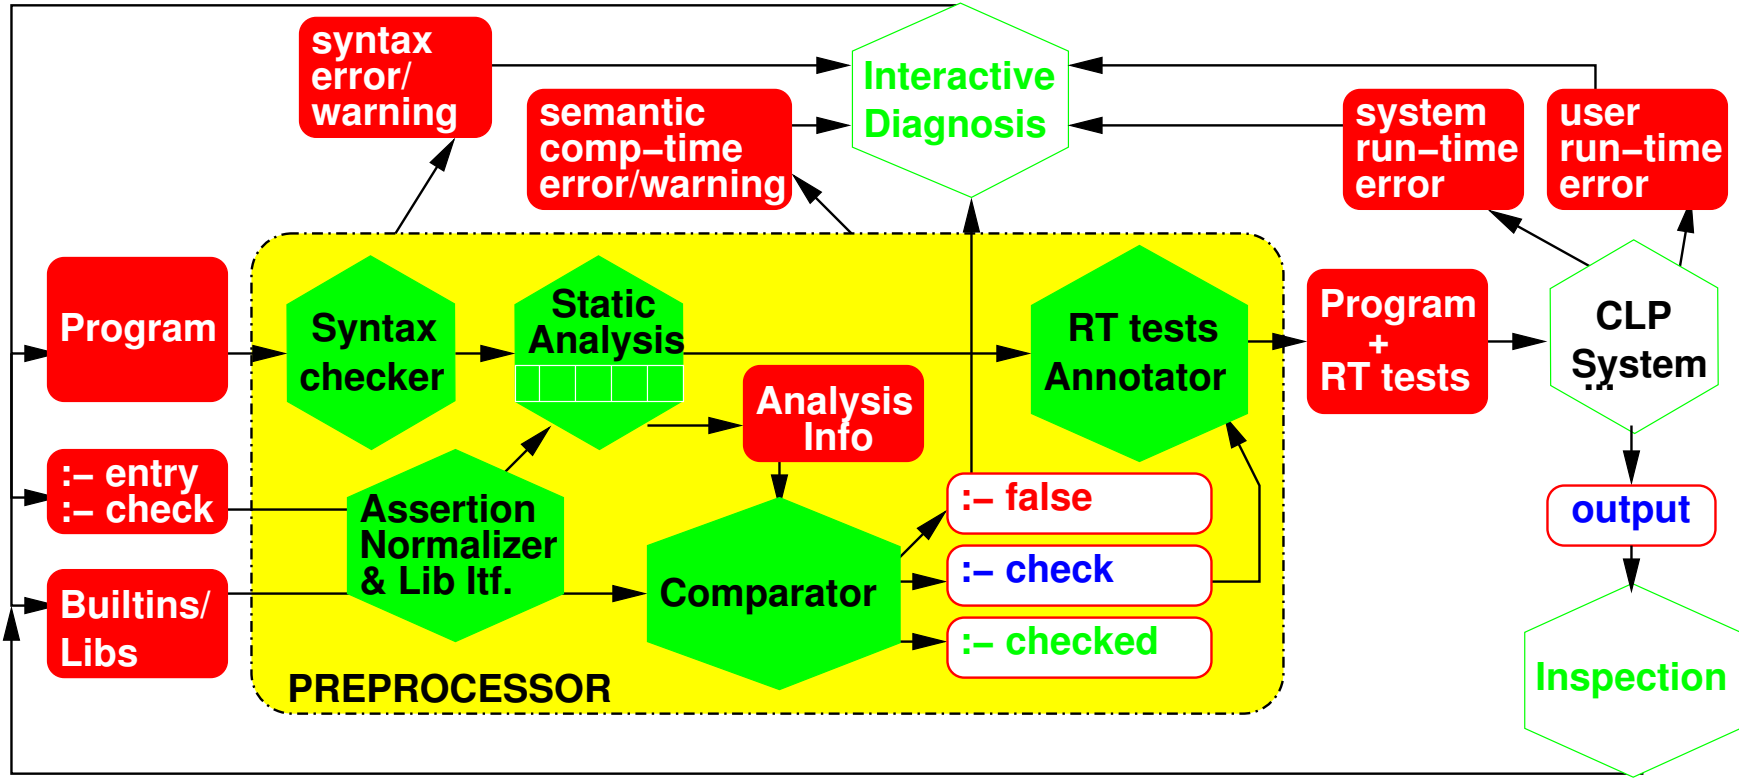 syntax
error/
warning
semantic
comp–time
error/warning
Interactive
Diagnosis
system
run–time
error
user
run–time
error
Program
Syntax
checker
Static
Analysis
RT tests
Annotator
Program
+
RT tests
CLP
System
...
Analysis
Info
:– entry
:– check
Assertion
Normalizer
& Lib Itf.
Builtins/
Libs
Comparator
:– false
:– check
:– checked
output
Inspection
PREPROCESSOR